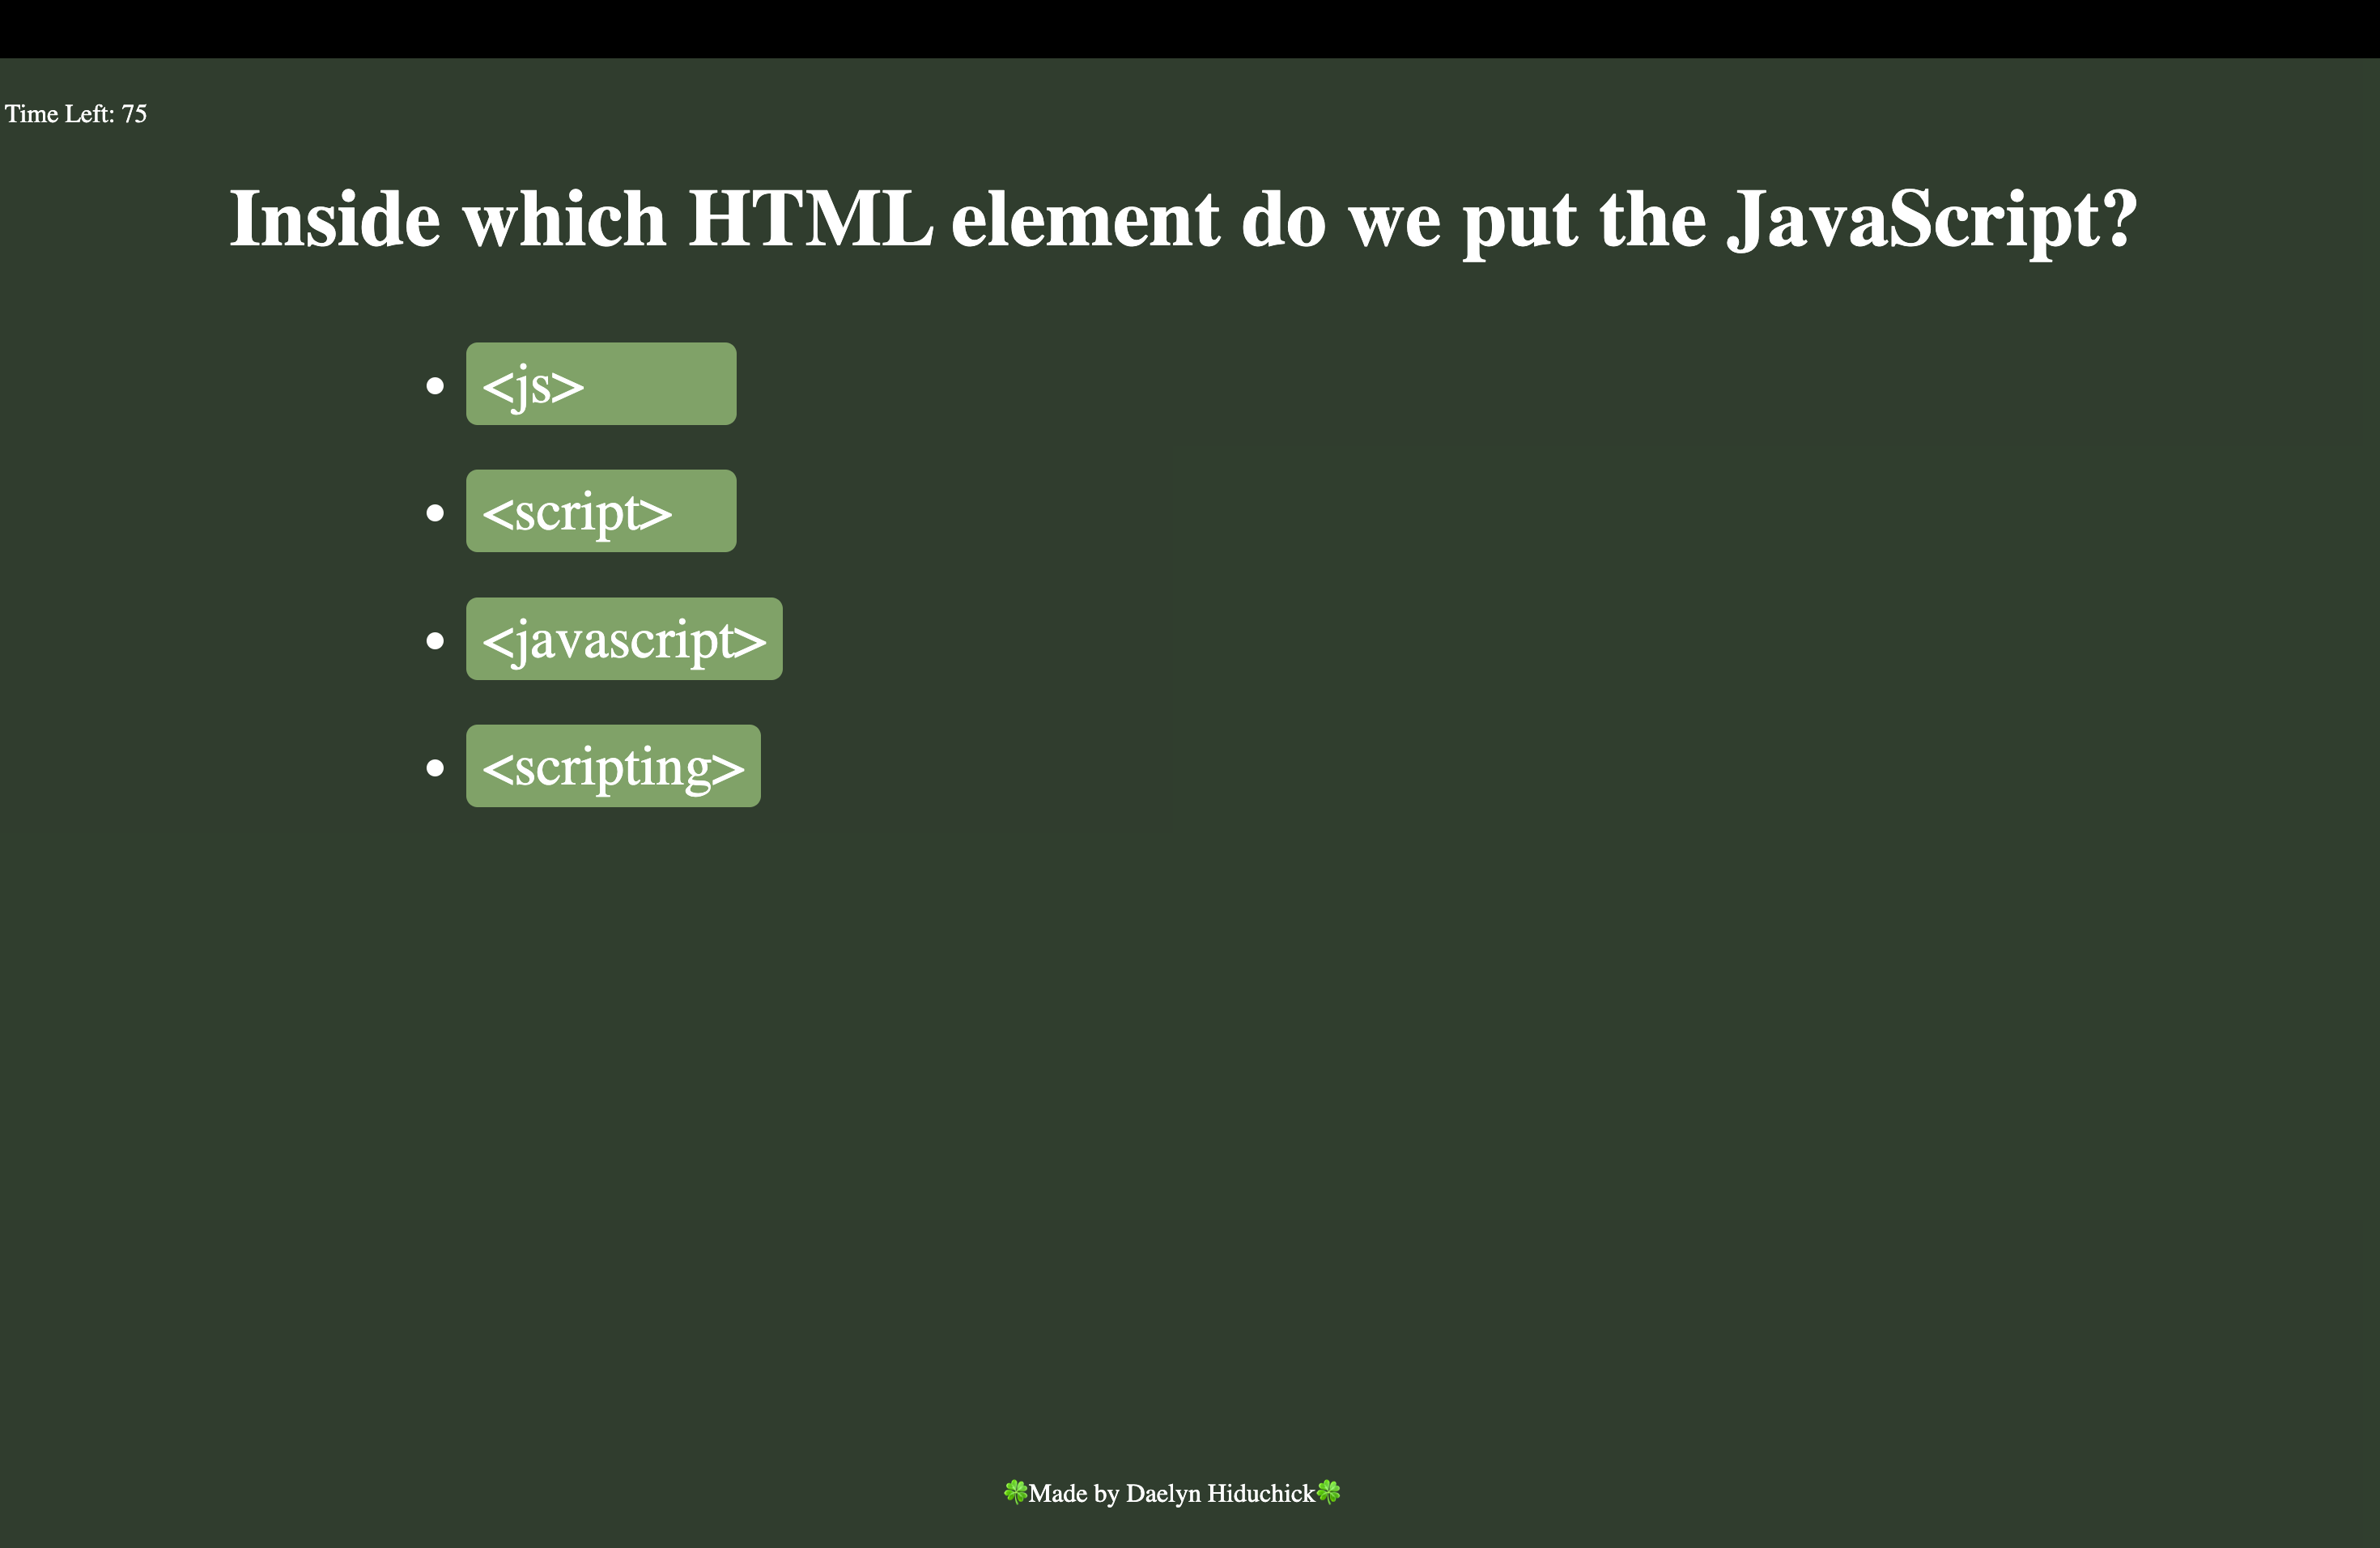 Time Left: 75
Inside which HTML element do we put the JavaScript?
<js>
<script>
<javascript>
<scripting>
🍀Made by Daelyn Hiduchick🍀